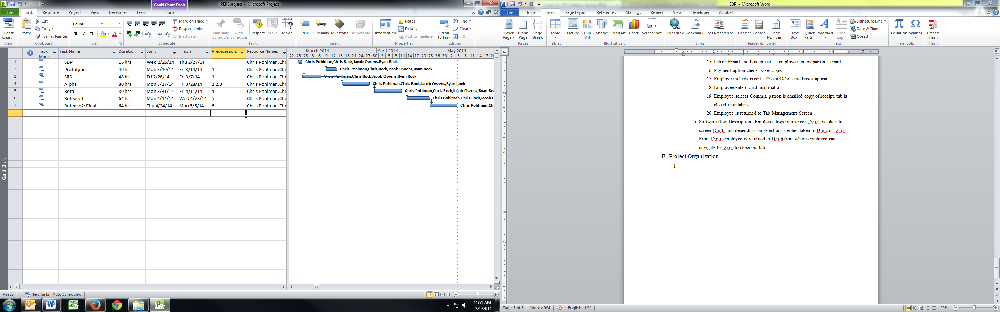 Gantt Chart Tools
PEPSproject - Microsoft Project
File Task Resource Project View Developer Team Format
Gantt Chart
View
Paste
Cut
Copy
Format Painter
Clipboard
Calibri 11
B I U A
Font
0% 25% 50% 75% 100%
Mark on Track
Respect Links
Inactivate
Schedule
Manually Schedule
Auto Schedule
Inspect
Move
Mode
Tasks
Task
Summary
Milestone
Deliverable
Insert
Information
Notes
Details
Add to Timeline
Properties
Scroll to Task
Find
Clear
Fill
Editing
Task Mode Task Name Duration Start Finish Predecessors Resource Names
1 SDP 16 hrs Wed 2/26/14 Thu 2/27/14 Chris Pohlman,Chr
2 Prototype 40 hrs Mon 3/10/14 Fri 3/14/14 1 Chris Pohlman,Chr
3 SRS 48 hrs Fri 2/28/14 Fri 3/7/14 1 Chris Pohlman,Chr
4 Alpha 80 hrs Mon 3/17/14 Fri 3/28/14 1,2,3 Chris Pohlman,Chr
5 Beta 80 hrs Mon 3/31/14 Fri 4/11/14 4 Chris Pohlman,Chr
6 Release1 64 hrs Mon 4/14/14 Wed 4/23/14 5 Chris Pohlman,Chr
7 Release2: Final 64 hrs Thu 4/24/14 Mon 5/5/14 6 Chris Pohlman,Chr
Gantt Chart
March 2014 April 2014 May 2014
22 25 28 3 6 9 12 15 18 21 24 27 30 2 5 8 11 14 17 20 23 26 29 2 5 8 11 14 17 20
Chris Pohlman,Chris Rock,Jacob Owens,Ryan Rock
Chris Pohlman,Chris Rock,Jacob Owens,Ryan Rock
Chris Pohlman,Chris Rock,Jacob Owens,Ryan Rock
Chris Pohlman,Chris Rock,Jacob Owens,Ryan Rock
Chris Pohlman,Chris Rock,Jacob Owens,Ryan Ro
Chris Pohlman,Chris Rock,Jacob O
Chris Pohlman,Ch
Ready New Tasks : Auto Scheduled
11:51 AM
2/26/2014
SDP - Microsoft Word
File Home Insert Page Layout References Mailings Review View Developer Acrobat
Cover Page
Blank Page
Page Break
Pages
Table
Tables
Picture
Clip Art
Shapes
SmartArt
Chart
Screenshot
Illustrations
Hyperlink
Bookmark
Cross-reference
Links
Header
Footer
Page Number
Header & Footer
Text Box
Quick Parts
WordArt
Drop Cap
Signature Line
Date & Time
Object
Text
Equation
Symbol
Symbols
Embed Flash
Flash
15. Patron Email text box appears – employee enters patron's email
16. Payment option check boxes appear
17. Employee selects credit – Credit/Debit card boxes appear
18. Employee enters card information
19. Employee selects Commit, patron is emailed copy of receipt, tab is
closed in database.
20. Employee is returned to Tab Management Screen
c. Software flow Description: Employee logs into screen D.ii.a, is taken to
screen D.ii.b, and depending on selection is either taken to D.ii.c or D.ii.d.
From D.ii.c employee is returned to D.ii.b from where employee can
navigate to D.ii.d to close out tab.
E. Project Organization
i.
Page: 8 of 8 Words: 994 English (U.S.) 90%